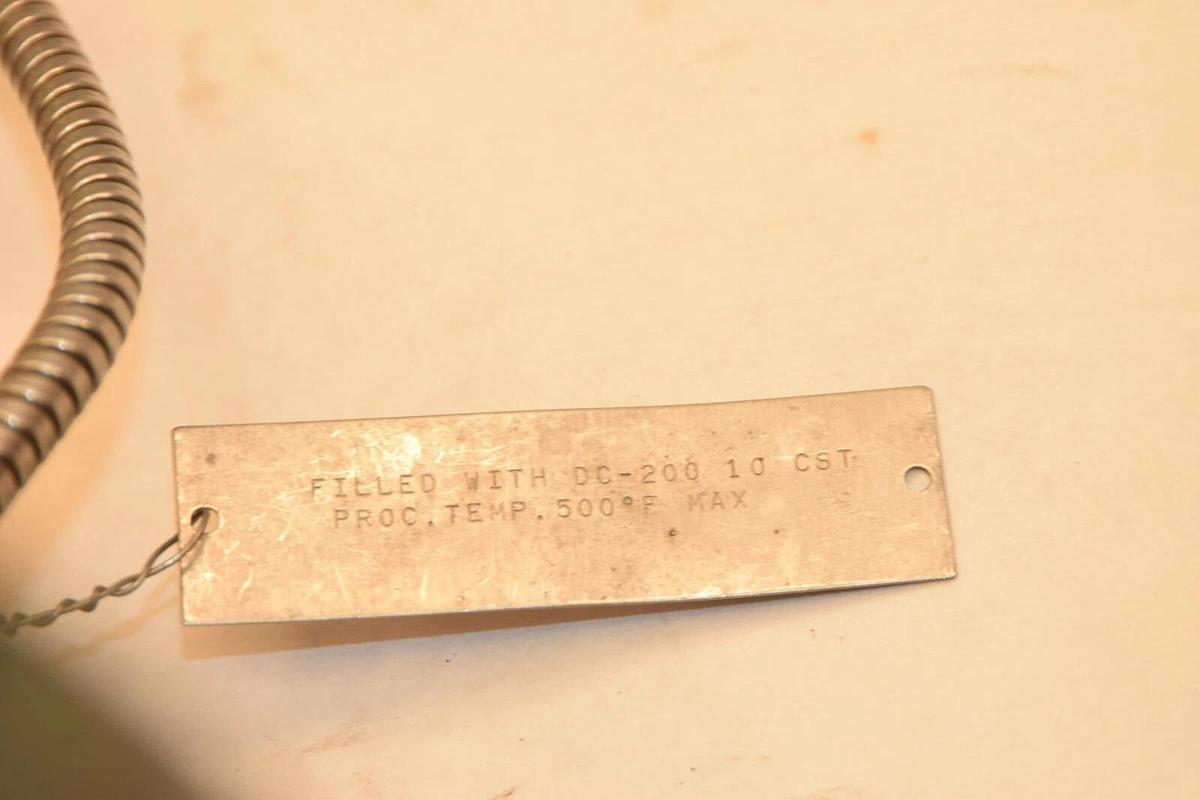 FILLED WITH DC-200 10 CST
PROC.TEMP.500°F MAX